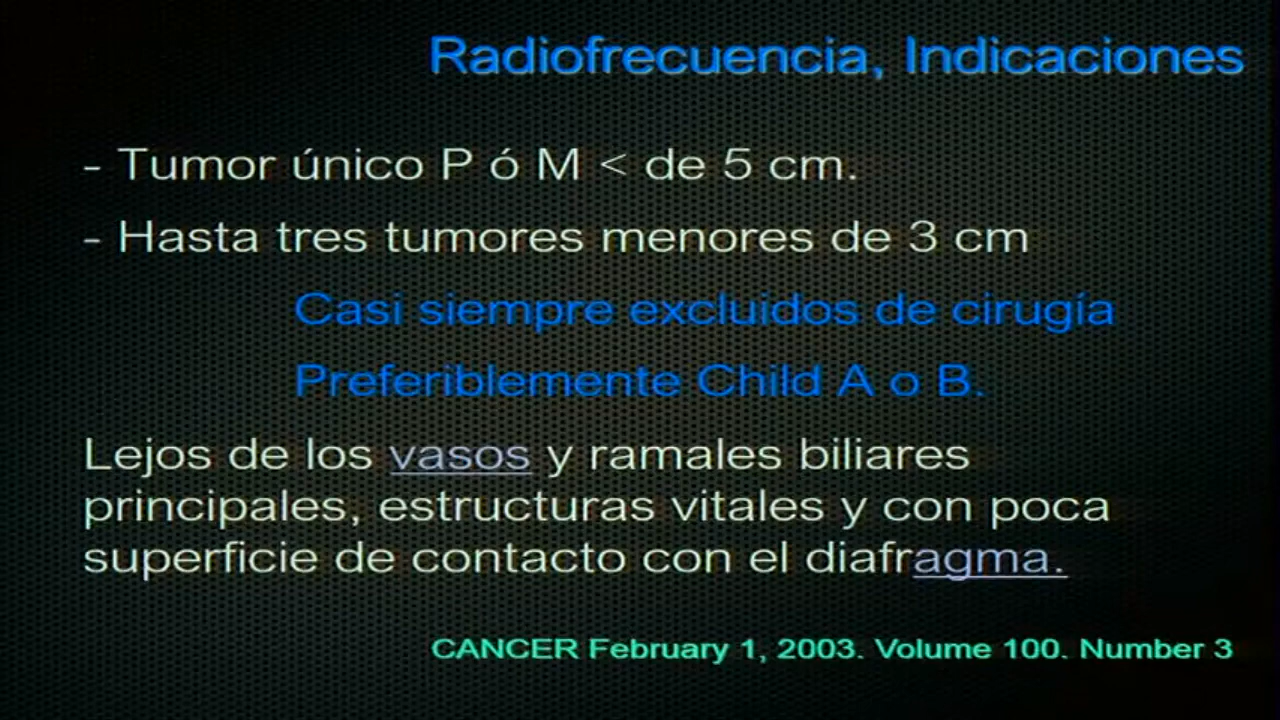 Radiofrecuencia, Indicaciones
- Tumor único P ó M < de 5 cm.
- Hasta tres tumores menores de 3 cm
Casi siempre excluidos de cirugía
Preferiblemente Child A o B.
Lejos de los vasos y ramales biliares
principales, estructuras vitales y con poca
superficie de contacto con el diafragma.
CANCER February 1, 2003. Volume 100. Number 3